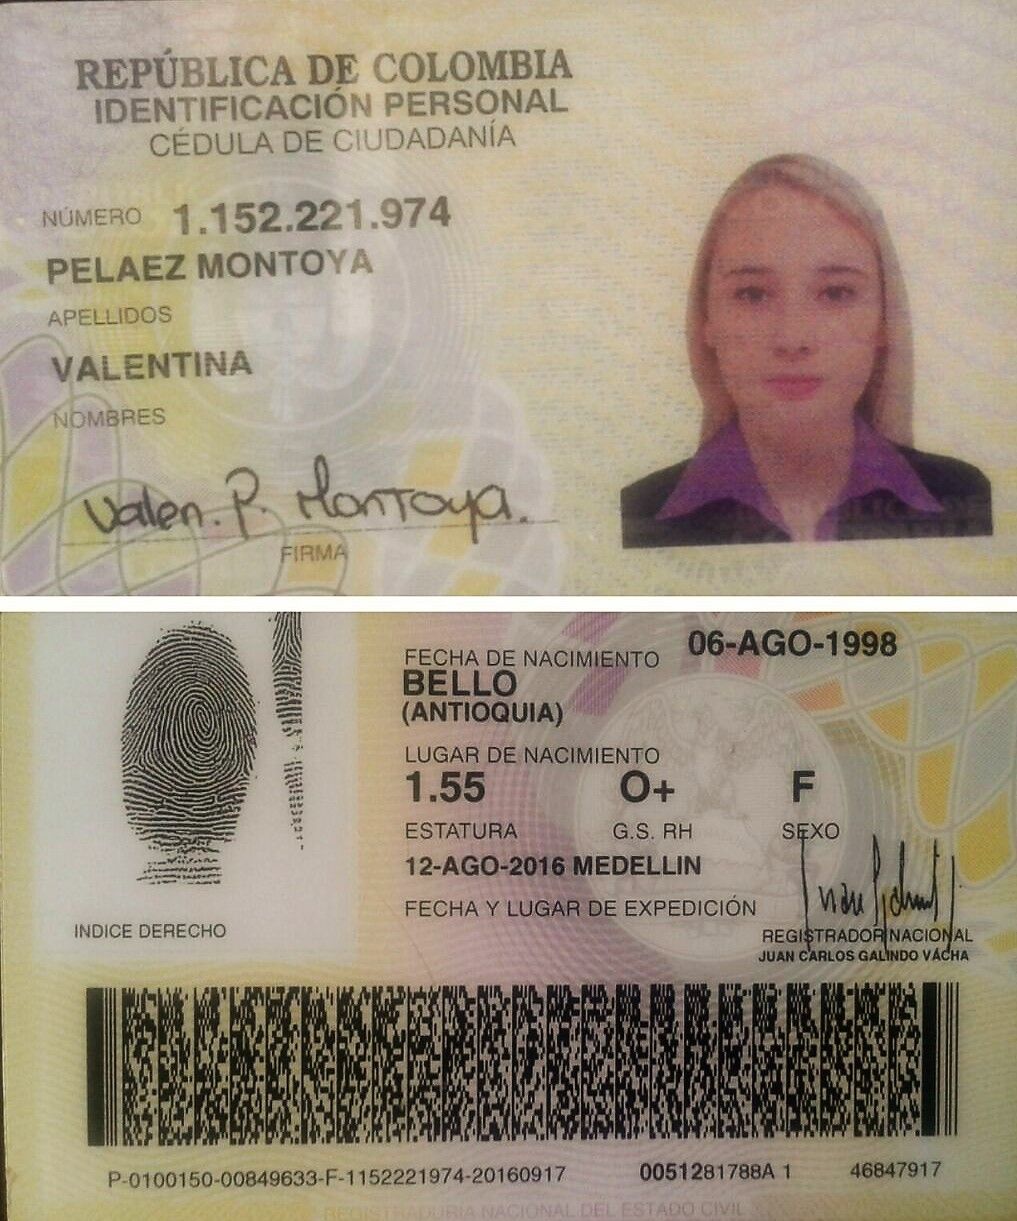 REPÚBLICA DE COLOMBIA
IDENTIFICACIÓN PERSONAL
CÉDULA DE CIUDADANÍA
NÚMERO 1.152.221.974
PELAEZ MONTOYA
APELLIDOS
VALENTINA
NOMBRES
Valen. P. Montoya.
FIRMA
FECHA DE NACIMIENTO 06-AGO-1998
BELLO
(ANTIOQUIA)
LUGAR DE NACIMIENTO
1.55 O+ F
ESTATURA G.S. RH SEXO
12-AGO-2016 MEDELLIN
FECHA Y LUGAR DE EXPEDICIÓN
INDICE DERECHO
REGISTRADOR NACIONAL
JUAN CARLOS GALINDO VÁCHA
P-0100150-00849633-F-1152221974-20160917 0051281788A 1 46847917
REGISTRADURIA NACIONAL DEL ESTADO CIVIL